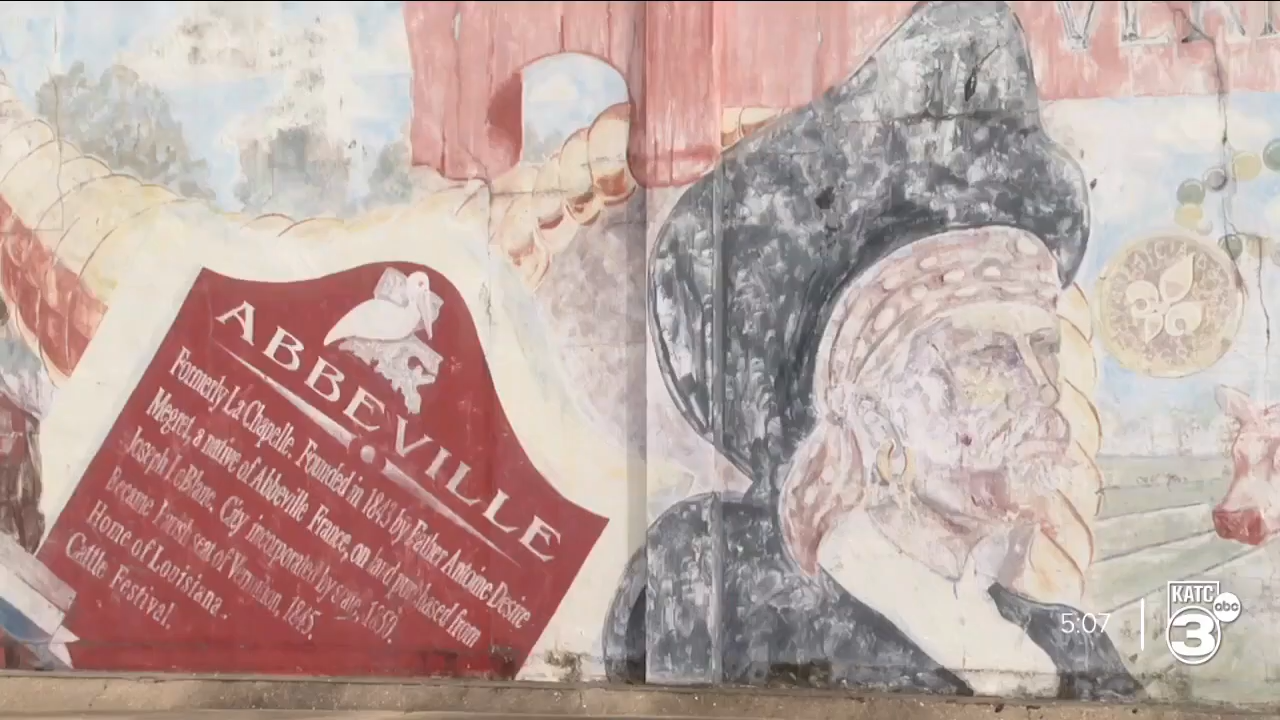 ABBEVILLE
Formerly La Chapelle. Founded in 1843 by Father Antoine Desire
Megret, a native of Abbeville France, on land purchased from
Joseph LeBlanc. City incorporated by state, 1850.
Became Parish seat of Vermilion, 1845.
Home of Louisiana
Cattle Festival.
5:07
KATC
abc
3